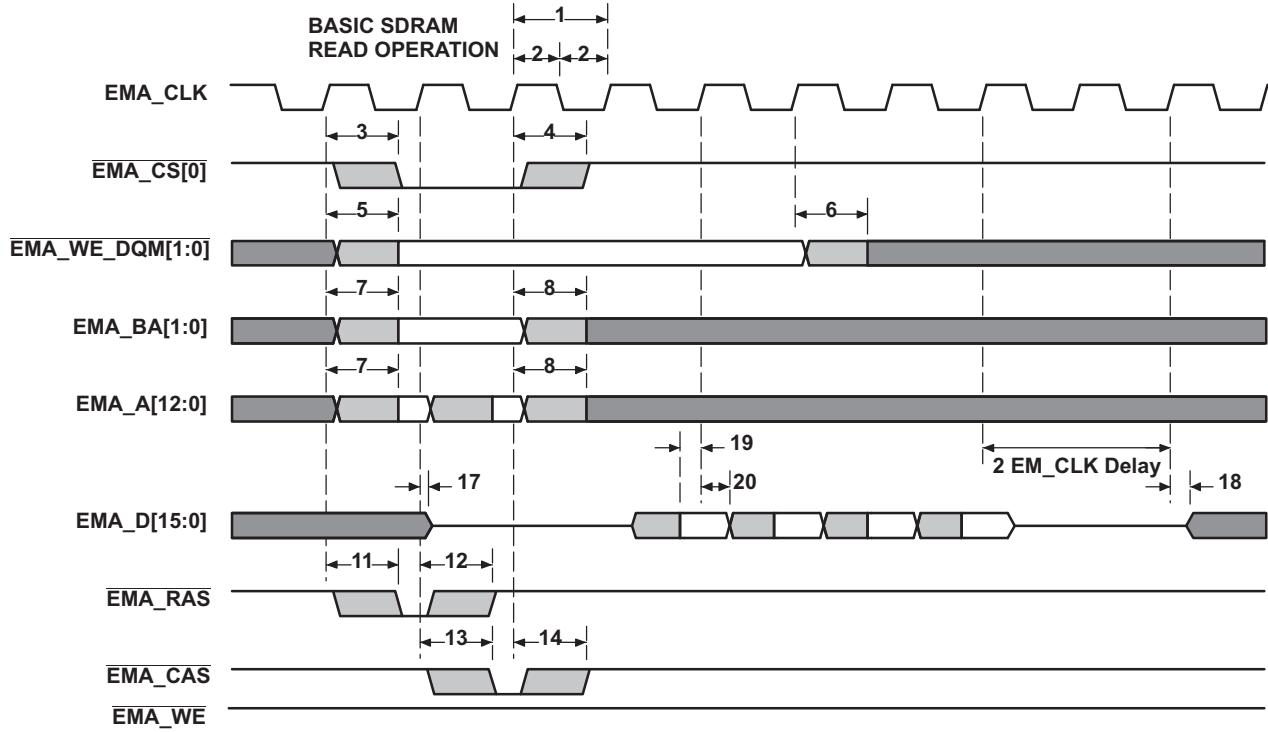 1
BASIC SDRAM
READ OPERATION
2 2
EMA_CLK
3 4
EMA_CS[0]
5 6
EMA_WE_DQM[1:0]
7 8
EMA_BA[1:0]
7 8
EMA_A[12:0]
19
2 EM_CLK Delay
17 20 18
EMA_D[15:0]
11 12
EMA_RAS
13 14
EMA_CAS
EMA_WE